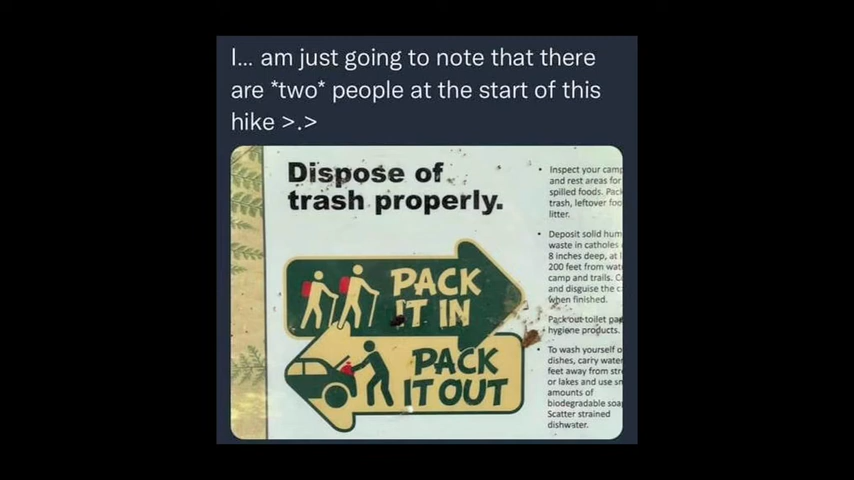 I... am just going to note that there
are *two* people at the start of this
hike >.>
Dispose of
trash properly.
PACK
IT IN
PACK
IT OUT
• Inspect your camp
and rest areas for
spilled foods. Pack
trash, leftover foo
litter.
• Deposit solid hum
waste in catholes
8 inches deep, at l
200 feet from wat
camp and trails. C
and disguise the c
when finished.
Pack out toilet pap
hygiene products.
• To wash yourself o
dishes, carry water
feet away from str
or lakes and use sm
amounts of
biodegradable soap
Scatter strained
dishwater.